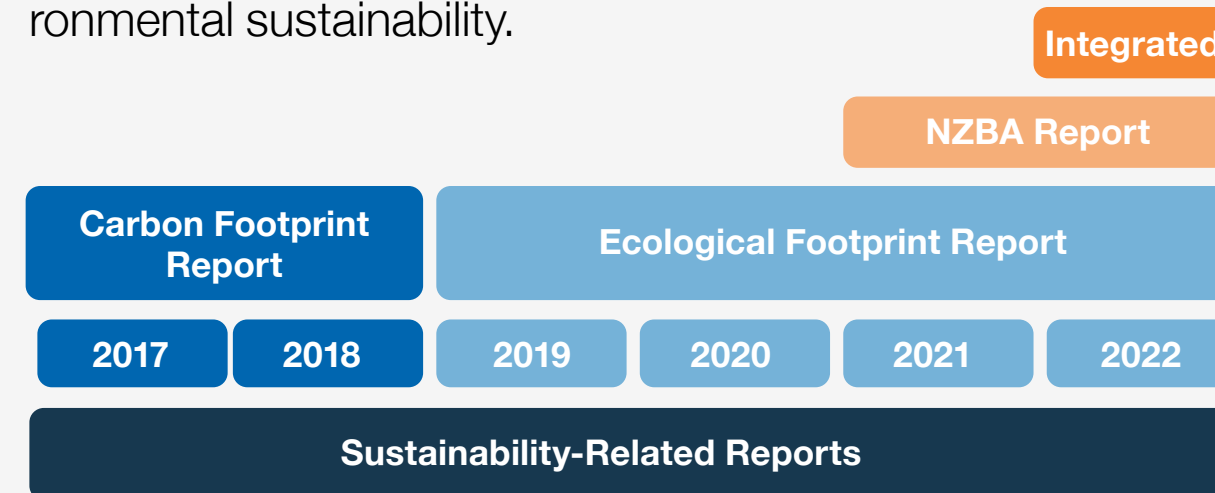 ronmental sustainability.
Integrated
NZBA Report
Carbon Footprint
Report
Ecological Footprint Report
2017
2018
2019
2020
2021
2022
Sustainability-Related Reports